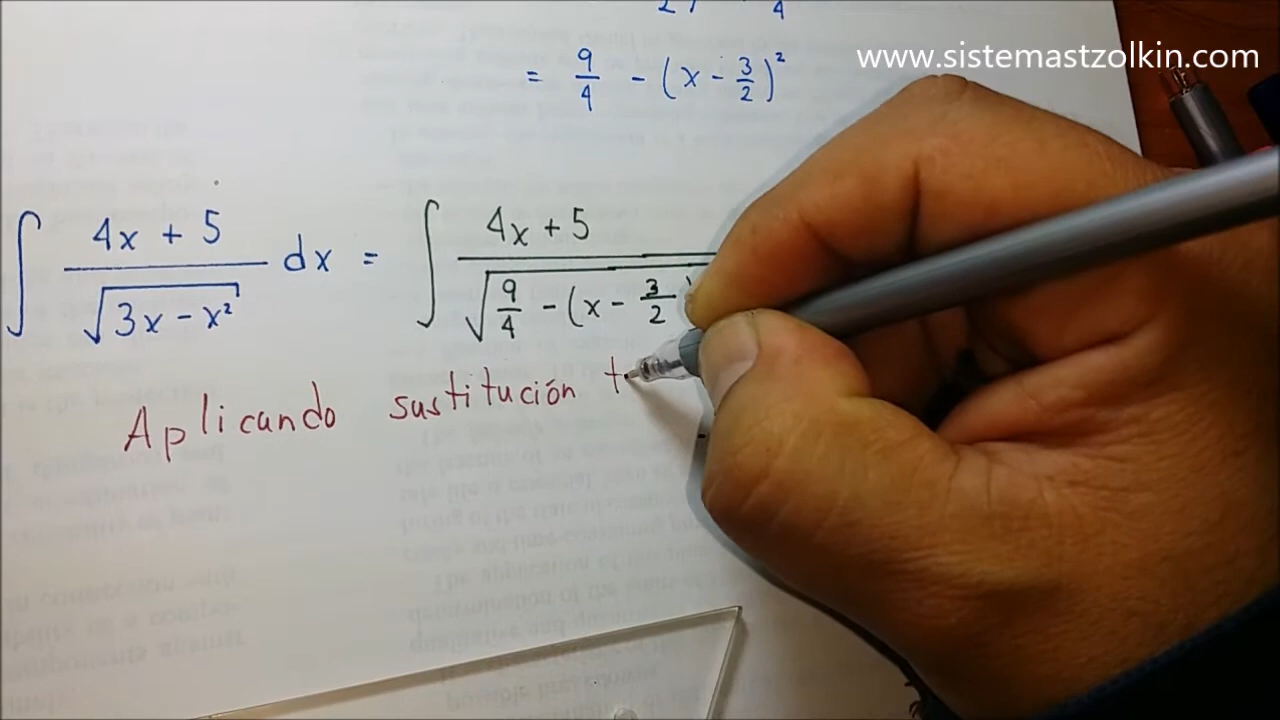 www.sistemastzolkin.com
= 9/4 - (x - 3/2)²
∫ (4x + 5)/√(3x - x²) dx = ∫ (4x + 5)/√(9/4 - (x - 3/2)
Aplicando sustitución t